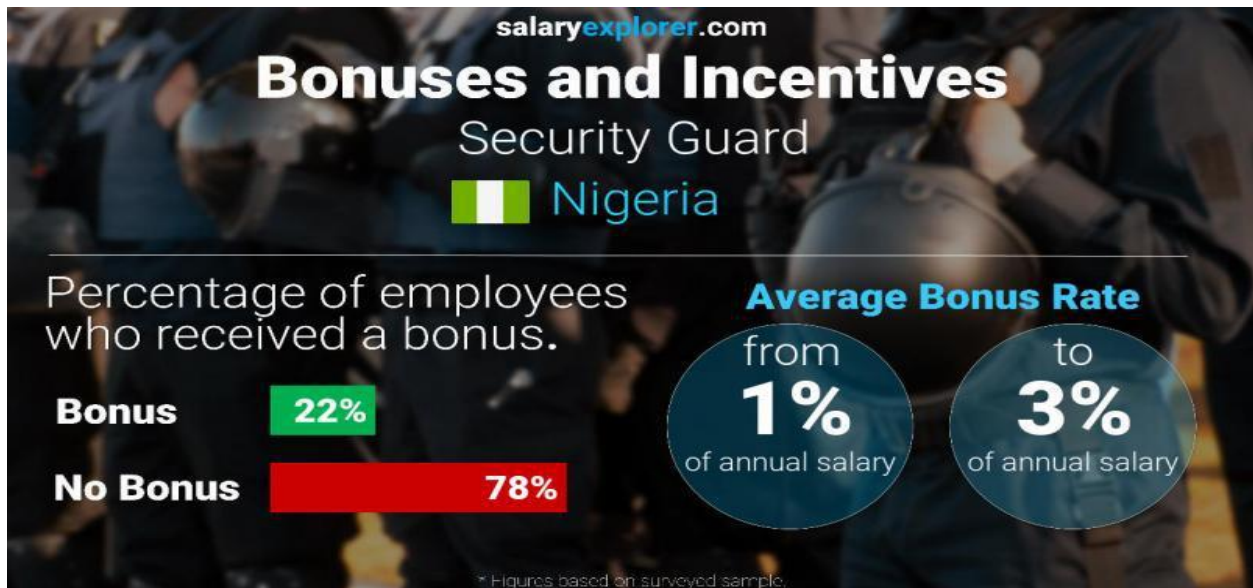 salaryexplorer.com
Bonuses and Incentives
Security Guard
Nigeria
Percentage of employees
who received a bonus.
Bonus 22%
No Bonus 78%
Average Bonus Rate
from
1%
of annual salary
to
3%
of annual salary
* Figures based on surveyed sample.